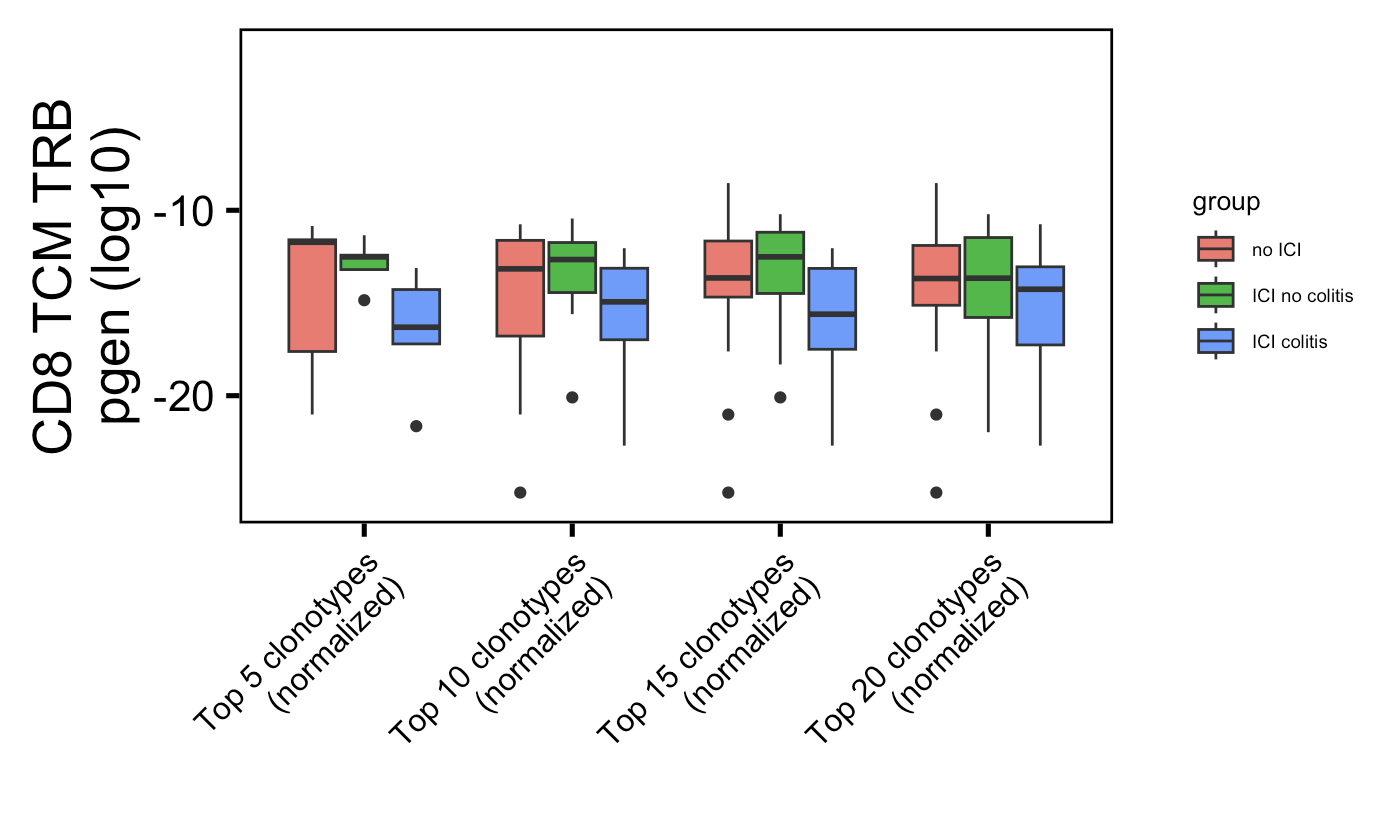 CD8 TCM TRB
pgen (log10)
-10
-20
Top 5 clonotypes
(normalized)
Top 10 clonotypes
(normalized)
Top 15 clonotypes
(normalized)
Top 20 clonotypes
(normalized)
group
no ICI
ICI no colitis
ICI colitis